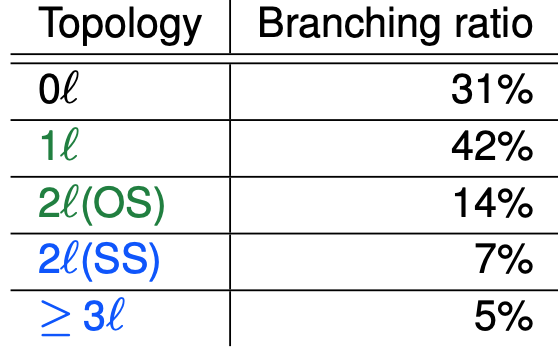 Topology Branching ratio
0ℓ 31%
1ℓ 42%
2ℓ(OS) 14%
2ℓ(SS) 7%
≥ 3ℓ 5%